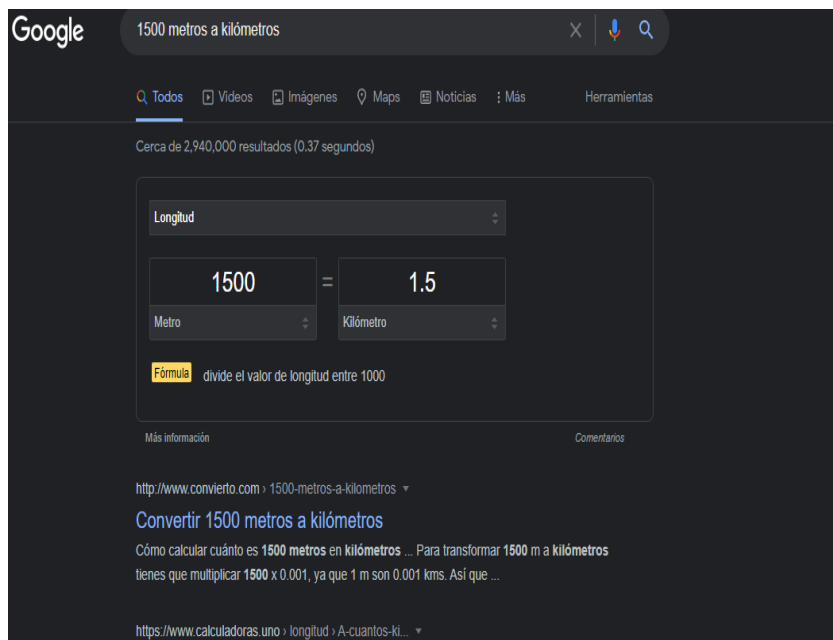 Google
1500 metros a kilómetros
Todos Videos Imágenes Maps Noticias Más Herramientas
Cerca de 2,940,000 resultados (0.37 segundos)
Longitud
1500 = 1.5
Metro Kilómetro
Fórmula divide el valor de longitud entre 1000
Más información Comentarios
http://www.convierto.com › 1500-metros-a-kilometros
Convertir 1500 metros a kilómetros
Cómo calcular cuánto es 1500 metros en kilómetros ... Para transformar 1500 m a kilómetros
tienes que multiplicar 1500 x 0.001, ya que 1 m son 0.001 kms. Así que ...
https://www.calculadoras.uno › longitud › A-cuantos-ki...